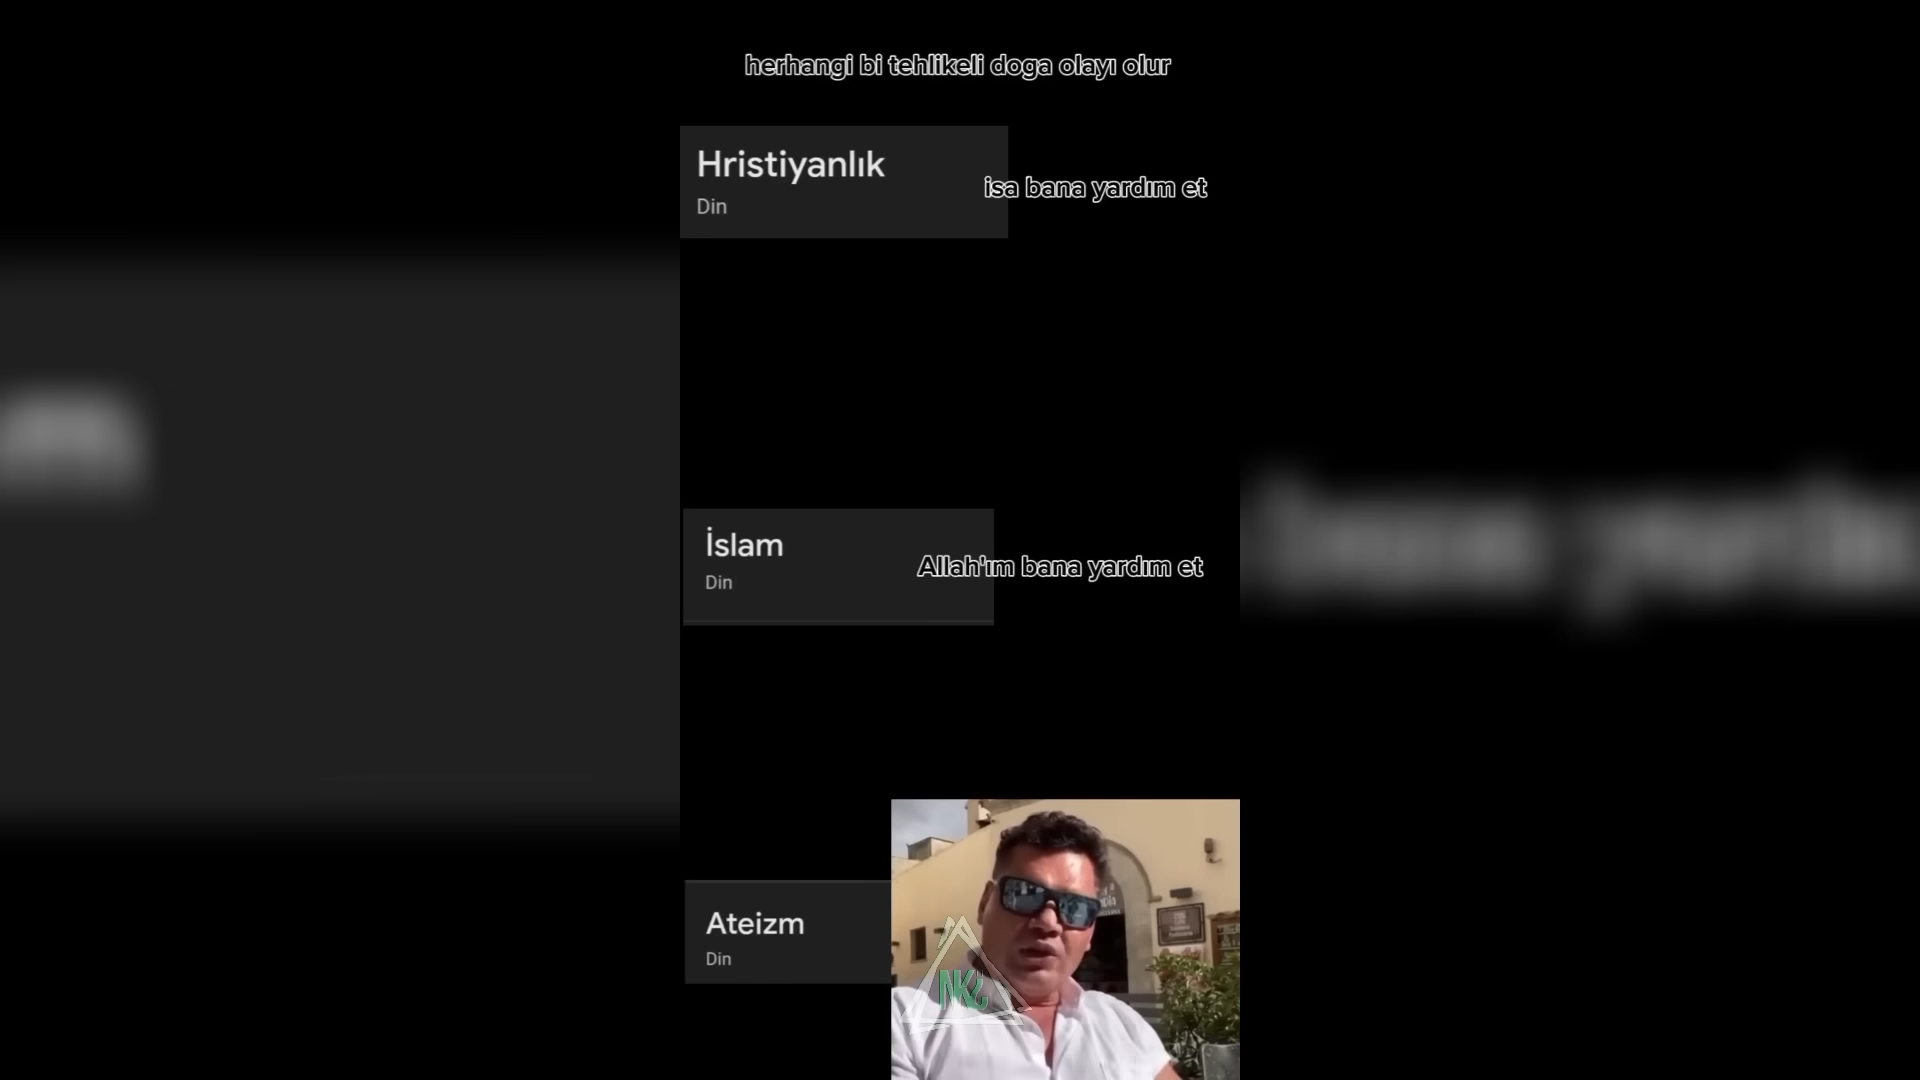 herhangi bi tehlikeli doga olayı olur
Hristiyanlık
Din
isa bana yardım et
İslam
Din
Allah'ım bana yardım et
Ateizm
Din